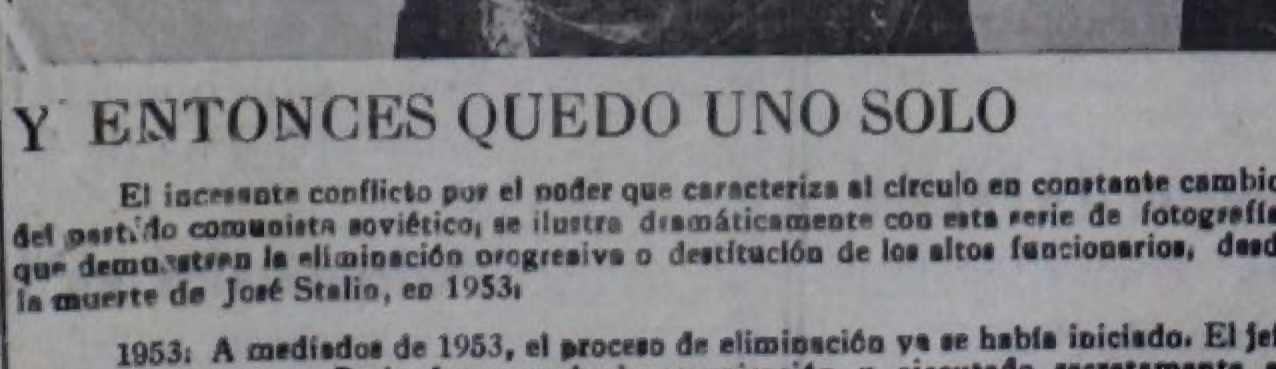 Y ENTONCES QUEDO UNO SOLO
El incesante conflicto por el poder que caracteriza al círculo en constante cambio
del partido comunista soviético, se ilustra dramáticamente con esta serie de fotografía
que demuestran la eliminación progresiva o destitución de los altos funcionarios, desd
la muerte de José Stalin, en 1953:
1953: A mediados de 1953, el proceso de eliminación ya se había iniciado. El jef